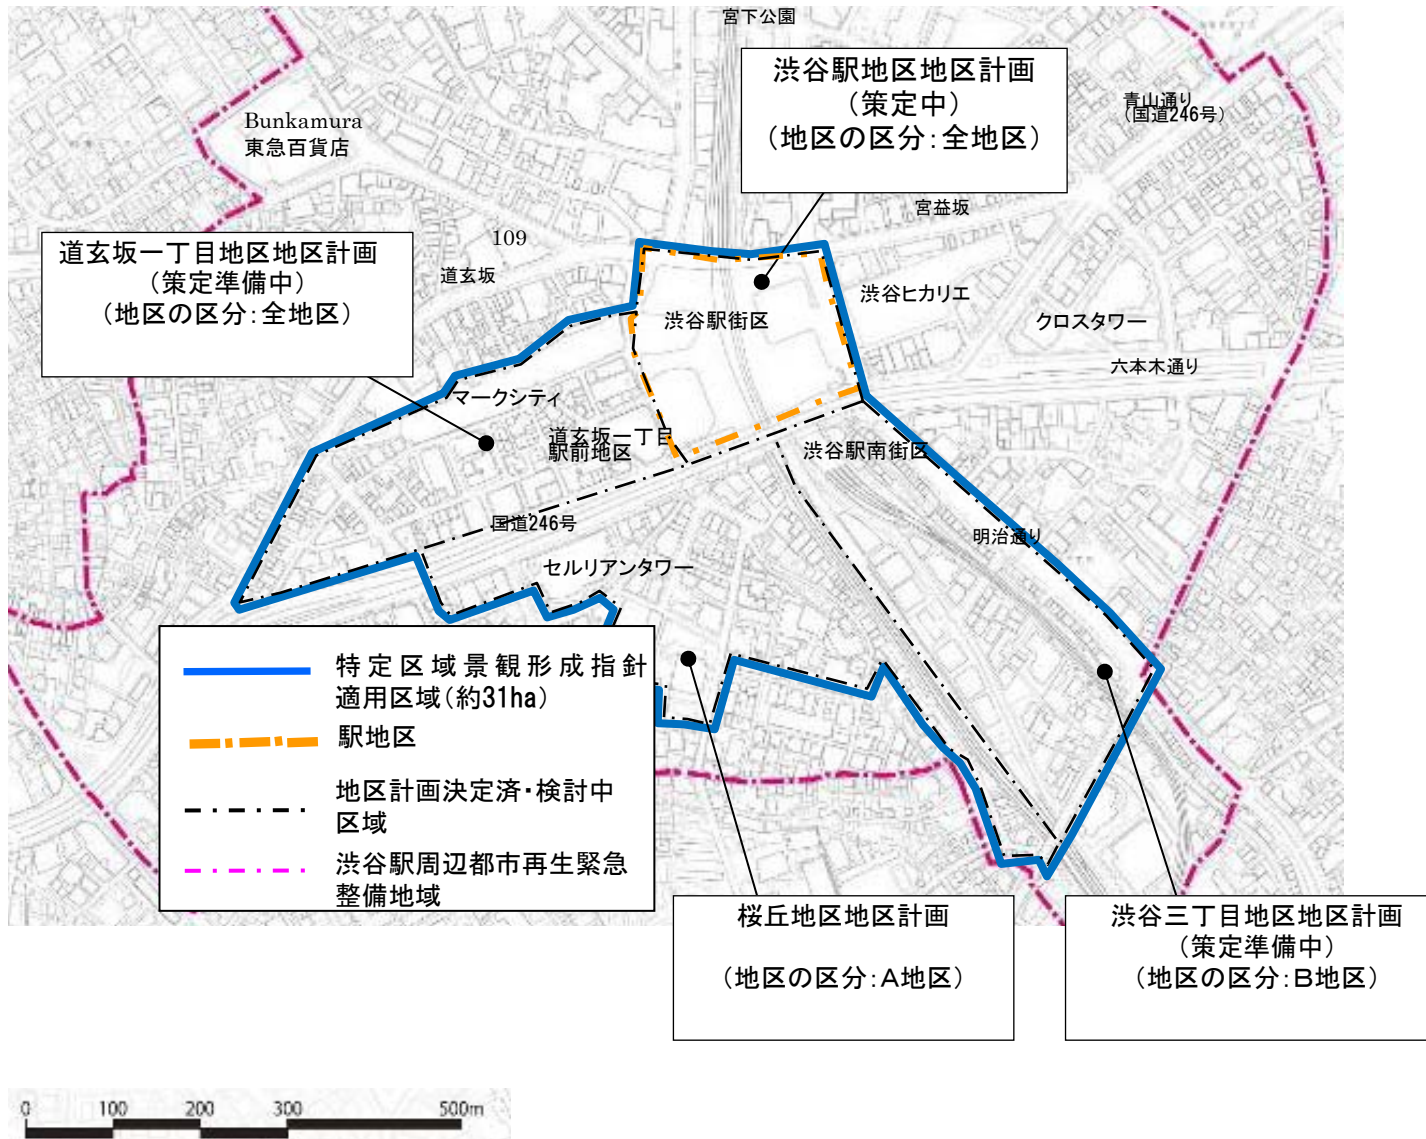 宮下公園
渋谷駅地区地区計画
（策定中）
（地区の区分：全地区）
青山通り
（国道246号）
Bunkamura
東急百貨店
宮益坂
109
道玄坂一丁目地区地区計画
（策定準備中）
（地区の区分：全地区）
道玄坂
渋谷ヒカリエ
渋谷駅街区
クロスタワー
六本木通り
マークシティ
道玄坂一丁目
駅前地区
渋谷駅南街区
国道246号
明治通り
セルリアンタワー
特定区域景観形成指針
適用区域(約31ha)
駅地区
地区計画決定済・検討中
区域
渋谷駅周辺都市再生緊急
整備地域
桜丘地区地区計画
（地区の区分：A地区）
渋谷三丁目地区地区計画
（策定準備中）
（地区の区分：B地区）
0 100 200 300 500m